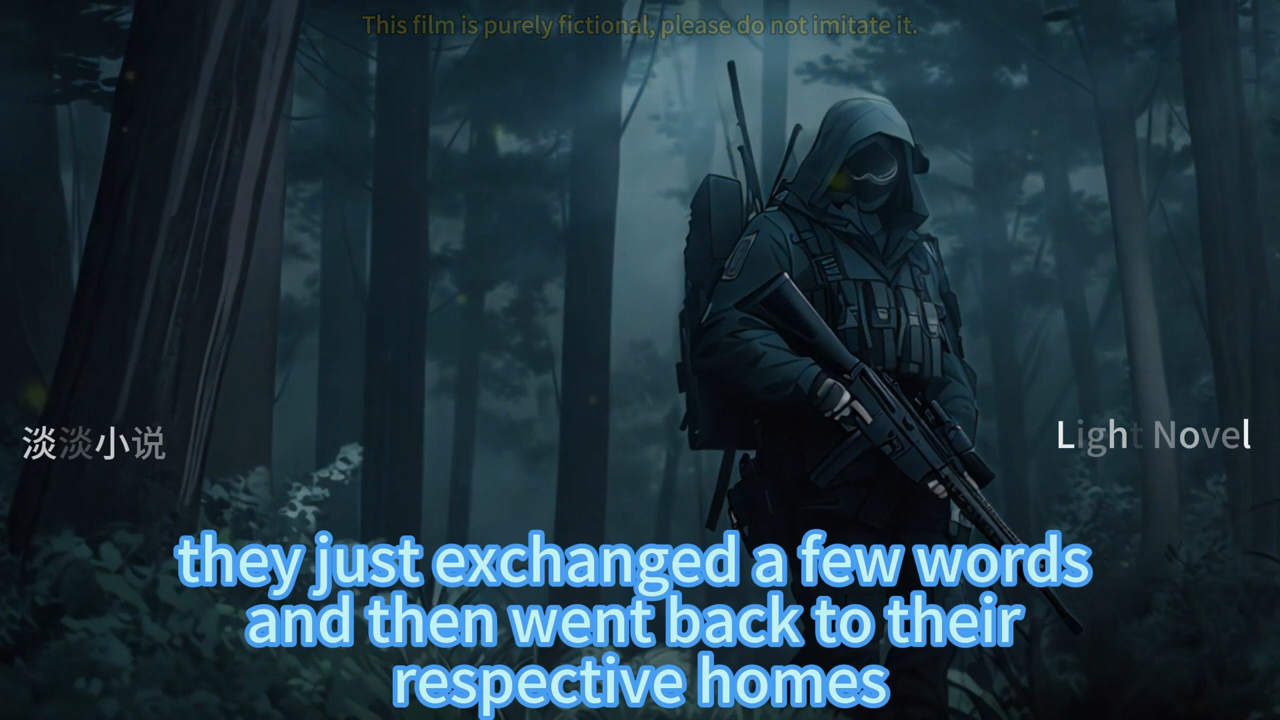 This film is purely fictional, please do not imitate it.
淡淡小说
Light Novel
they just exchanged a few words
and then went back to their
respective homes